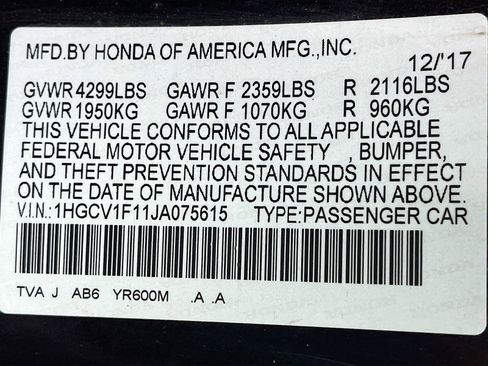 MFD.BY HONDA OF AMERICA MFG.,INC.
12/'17
GVWR 4299LBS GAWR F 2359LBS R 2116LBS
GVWR 1950KG GAWR F 1070KG R 960KG
THIS VEHICLE CONFORMS TO ALL APPLICABLE
FEDERAL MOTOR VEHICLE SAFETY , BUMPER,
AND THEFT PREVENTION STANDARDS IN EFFECT
ON THE DATE OF MANUFACTURE SHOWN ABOVE.
V.I.N.:1HGCV1F11JA075615 TYPE:PASSENGER CAR
TVA J AB6 YR600M .A .A